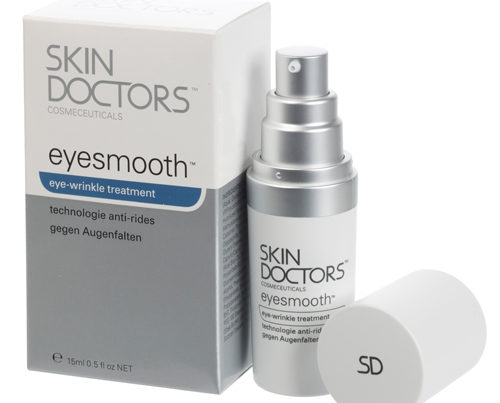 SKIN
DOCTORS™
COSMECEUTICALS
eyesmooth™
eye-wrinkle treatment
technologie anti-rides
gegen Augenfalten
℮ 15ml 0.5 fl oz NET
SKIN
DOCTORS™
COSMECEUTICALS
eyesmooth™
eye-wrinkle treatment
technologie anti-rides
gegen Augenfalten
SD